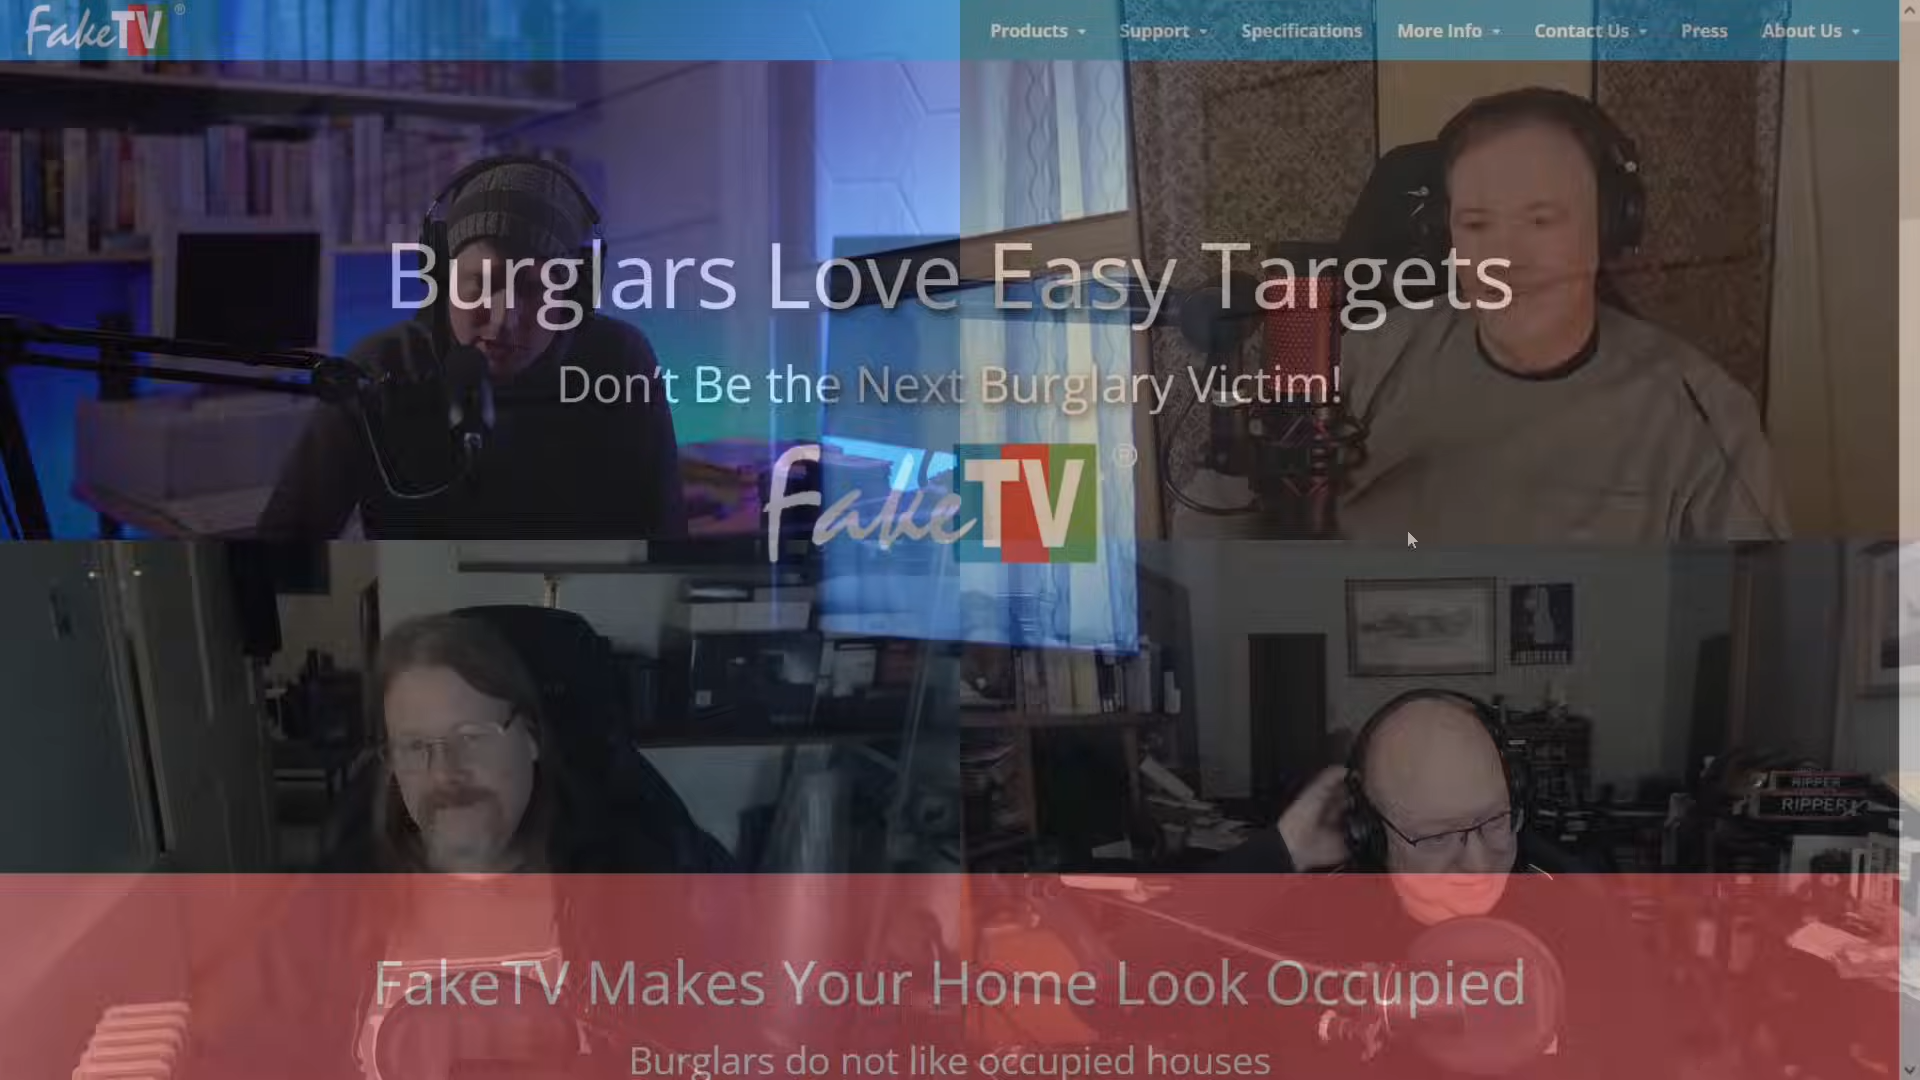 FakeTV®
Products Support Specifications More Info Contact Us Press About Us
Burglars Love Easy Targets
Don't Be the Next Burglary Victim!
FakeTV®
RIPPER
RIPPER
FakeTV Makes Your Home Look Occupied
Burglars do not like occupied houses